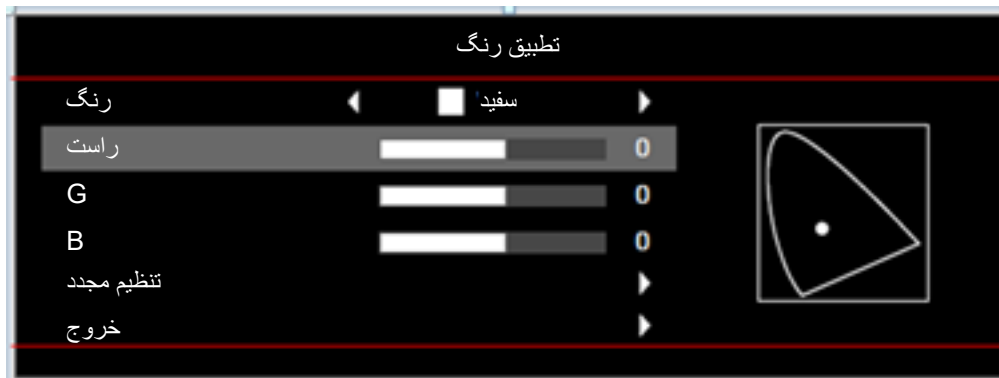 تطبیق رنگ
رنگ سفید
راست 0
G 0
B 0
تنظیم مجدد
خروج